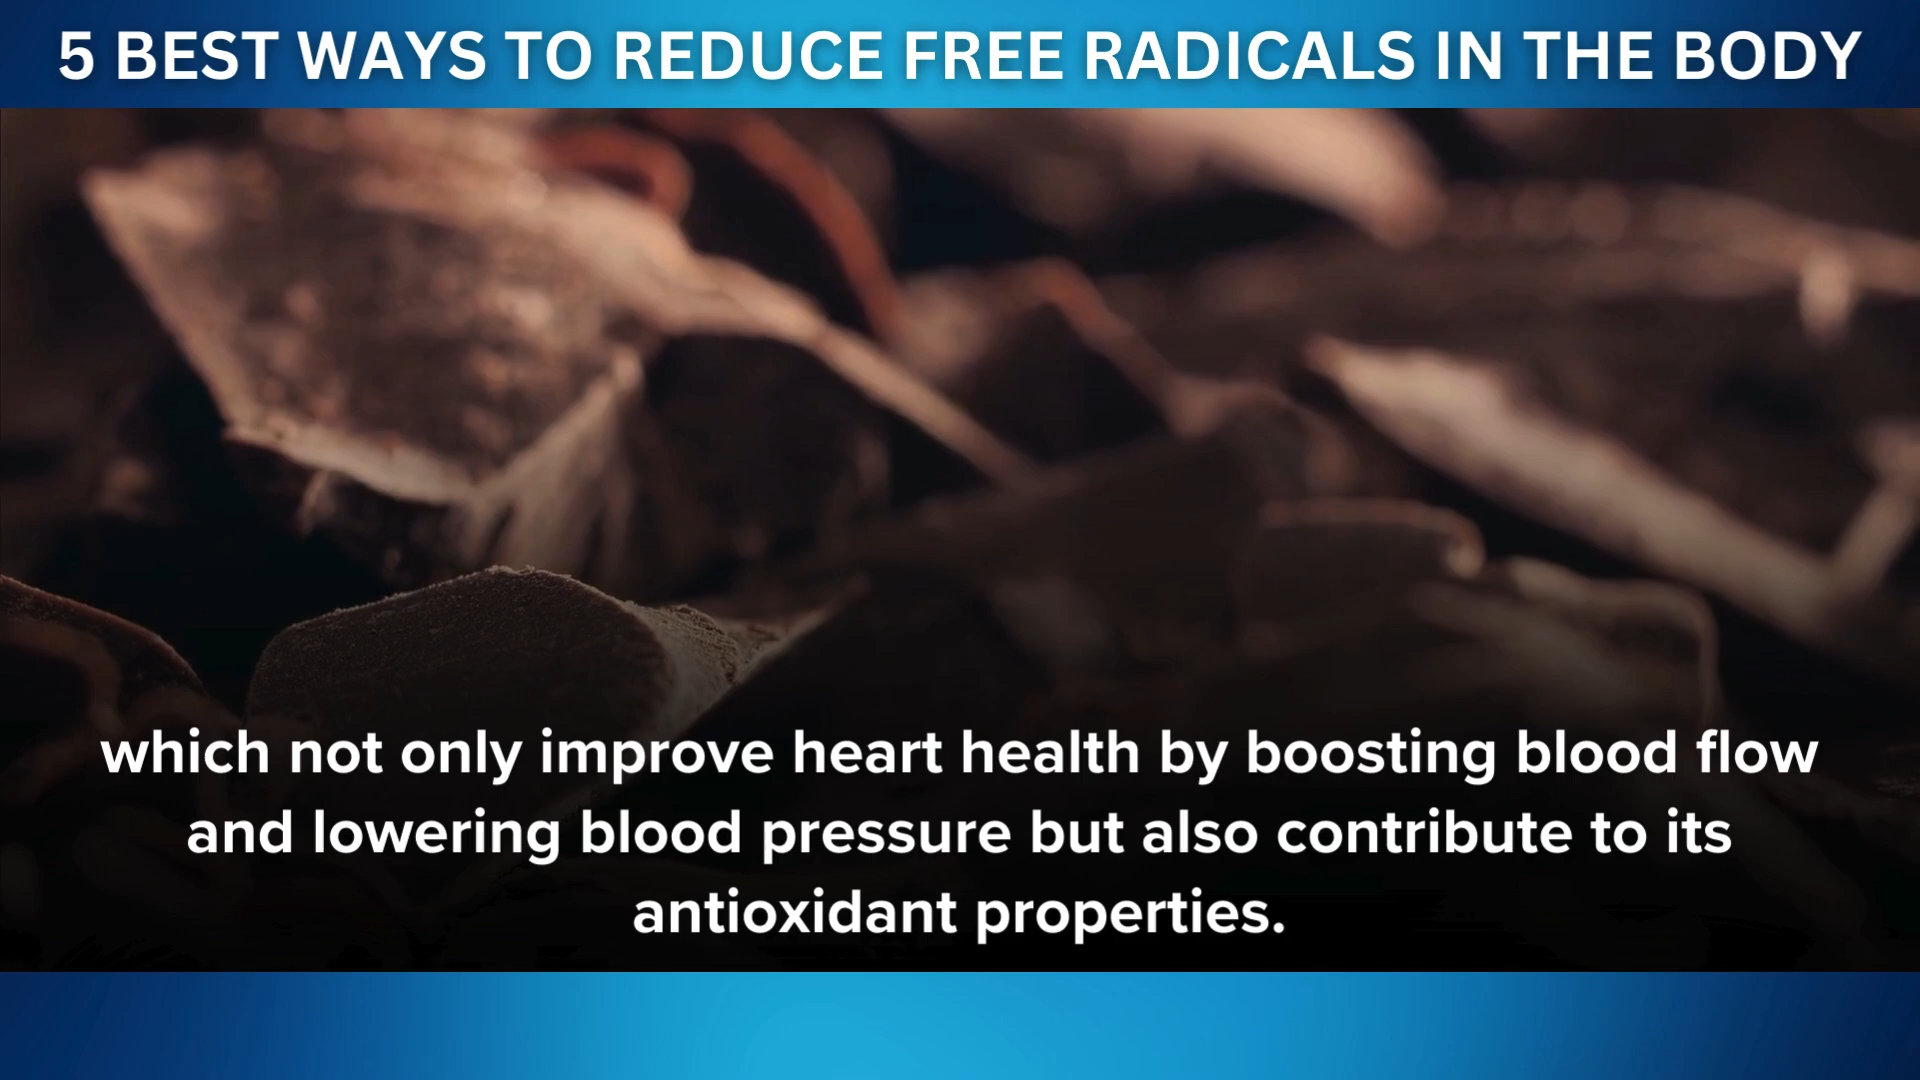 5 BEST WAYS TO REDUCE FREE RADICALS IN THE BODY
which not only improve heart health by boosting blood flow
and lowering blood pressure but also contribute to its
antioxidant properties.